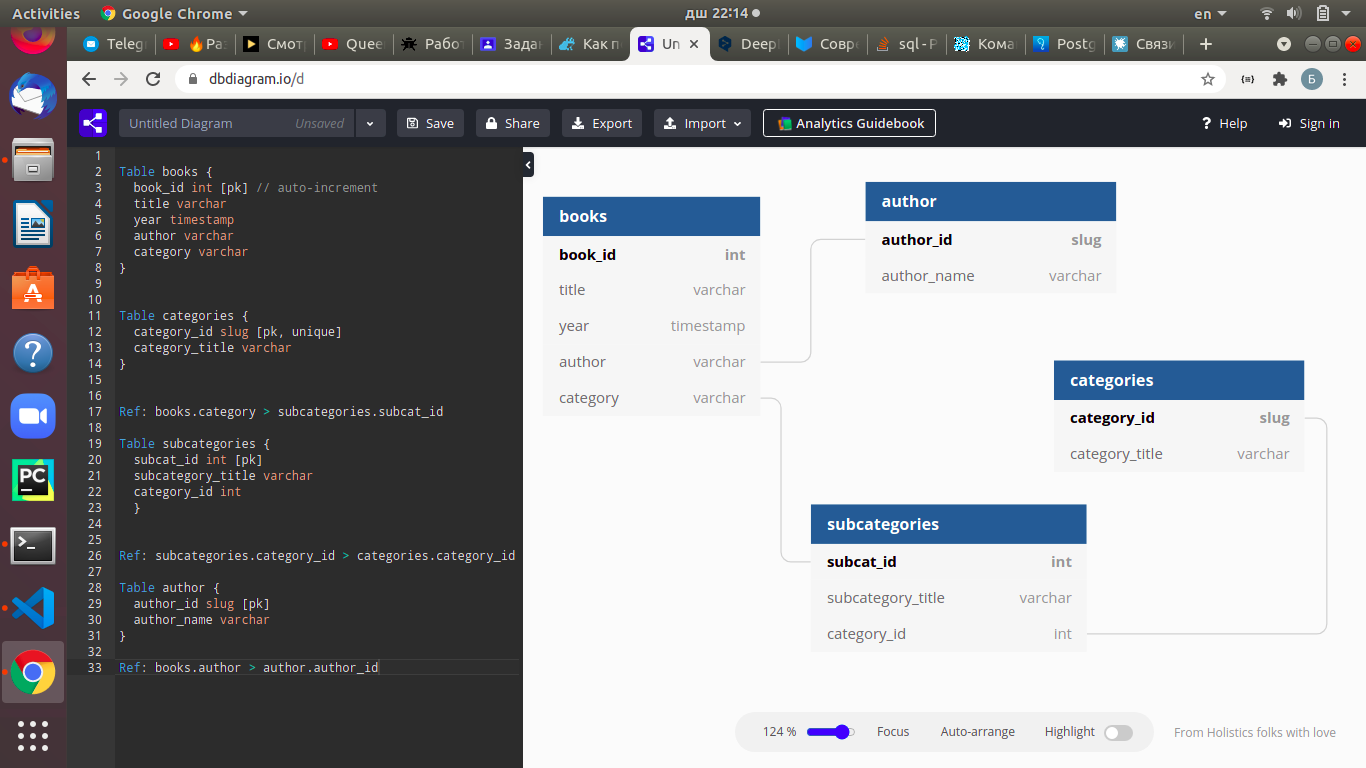 Activities
Google Chrome
дш 22:14
en
Teleg
Раз
Смот
Quee
Рабо
Зада
Как п
Un
Deep
Совр
sql - P
Кома
Postg
Связи
dbdiagram.io/d
Б
Untitled Diagram
Unsaved
Save
Share
Export
Import
Analytics Guidebook
? Help
Sign in
1
2 Table books {
3 book_id int [pk] // auto-increment
4 title varchar
5 year timestamp
6 author varchar
7 category varchar
8 }
9
10
11 Table categories {
12 category_id slug [pk, unique]
13 category_title varchar
14 }
15
16
17 Ref: books.category > subcategories.subcat_id
18
19 Table subcategories {
20 subcat_id int [pk]
21 subcategory_title varchar
22 category_id int
23 }
24
25
26 Ref: subcategories.category_id > categories.category_id
27
28 Table author {
29 author_id slug [pk]
30 author_name varchar
31 }
32
33 Ref: books.author > author.author_id
books
book_id int
title varchar
year timestamp
author varchar
category varchar
author
author_id slug
author_name varchar
categories
category_id slug
category_title varchar
subcategories
subcat_id int
subcategory_title varchar
category_id int
124 %
Focus
Auto-arrange
Highlight
From Holistics folks with love
PC